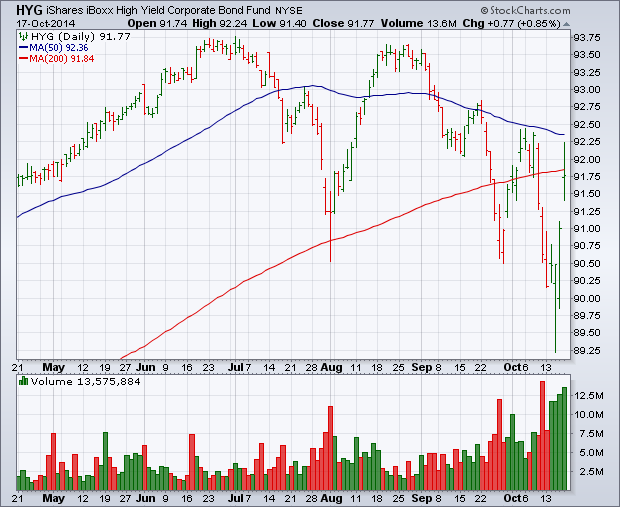 HYG iShares iBoxx High Yield Corporate Bond Fund NYSE © StockCharts.com
17-Oct-2014 Open 91.74 High 92.24 Low 91.40 Close 91.77 Volume 13.6M Chg +0.77 (+0.85%)
HYG (Daily) 91.77
MA(50) 92.36
MA(200) 91.84
93.75
93.50
93.25
93.00
92.75
92.50
92.25
92.00
91.75
91.50
91.25
91.00
90.75
90.50
90.25
90.00
89.75
89.50
89.25
21 May 12 19 27 Jun 9 16 23 Jul 7 14 21 28 Aug 11 18 25 Sep 8 15 22 Oct 6 13
Volume 13,575,884
12.5M
10.0M
7.5M
5.0M
2.5M
21 May 12 19 27 Jun 9 16 23 Jul 7 14 21 28 Aug 11 18 25 Sep 8 15 22 Oct 6 13